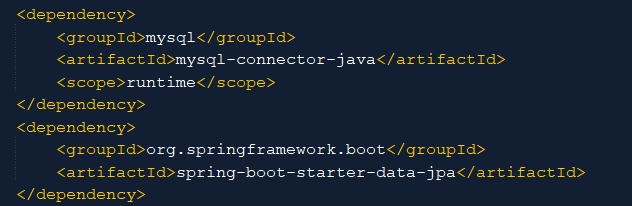 <dependency>
    <groupId>mysql</groupId>
    <artifactId>mysql-connector-java</artifactId>
    <scope>runtime</scope>
</dependency>
<dependency>
    <groupId>org.springframework.boot</groupId>
    <artifactId>spring-boot-starter-data-jpa</artifactId>
</dependency>